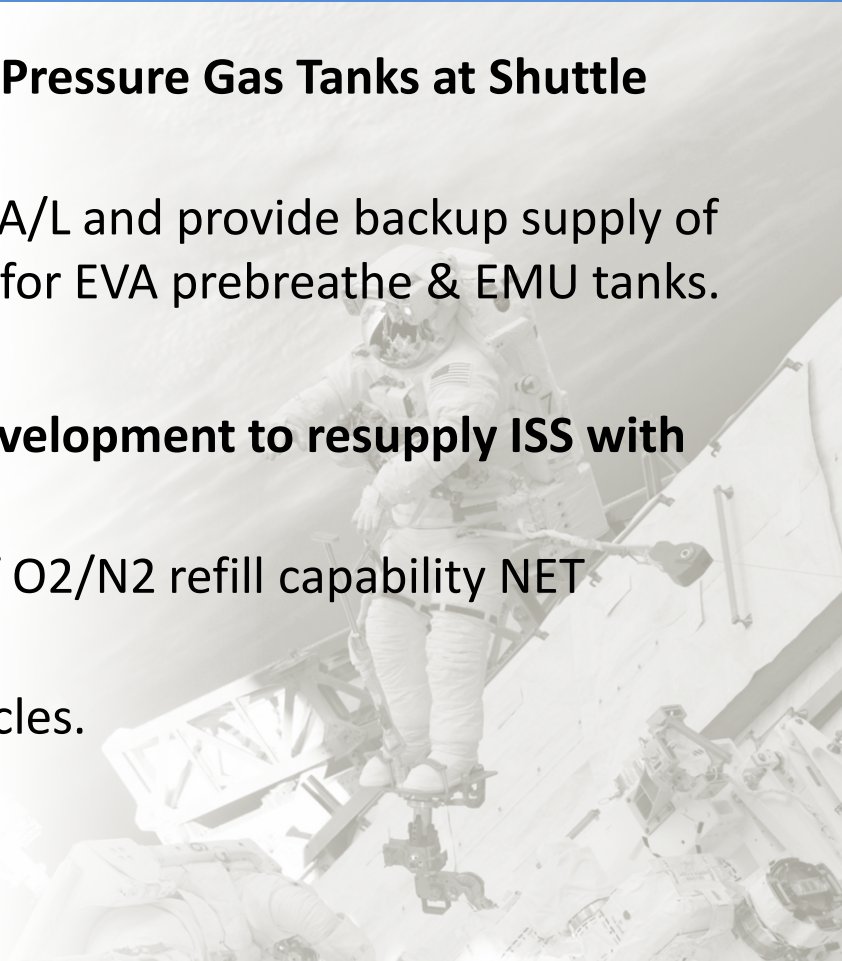 Pressure Gas Tanks at Shuttle
A/L and provide backup supply of
for EVA prebreathe & EMU tanks.
velopment to resupply ISS with
O2/N2 refill capability NET
cles.